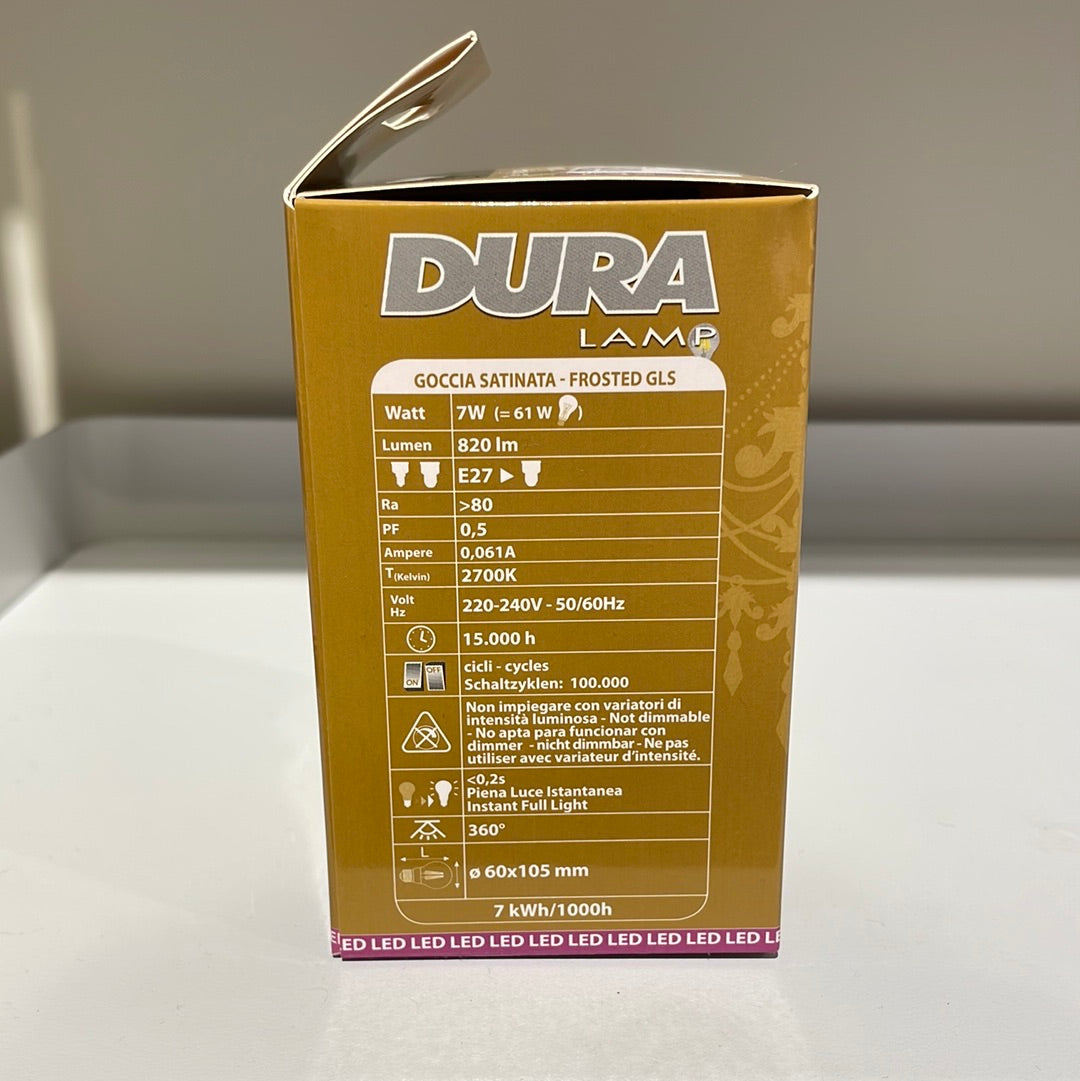 DURA
LAMP
GOCCIA SATINATA - FROSTED GLS
Watt 7W (= 61 W )
Lumen 820 lm
E27
Ra >80
PF 0,5
Ampere 0,061A
T(Kelvin) 2700K
Volt
Hz 220-240V - 50/60Hz
15.000 h
ON OFF cicli - cycles
Schaltzyklen: 100.000
Non impiegare con variatori di
intensità luminosa - Not dimmable
- No apta para funcionar con
dimmer - nicht dimmbar - Ne pas
utiliser avec variateur d'intensité.
<0,2s
Piena Luce Istantanea
Instant Full Light
360°
L
ø 60x105 mm
7 kWh/1000h
ED LED LED LED LED LED LED LED LED LED LED LE